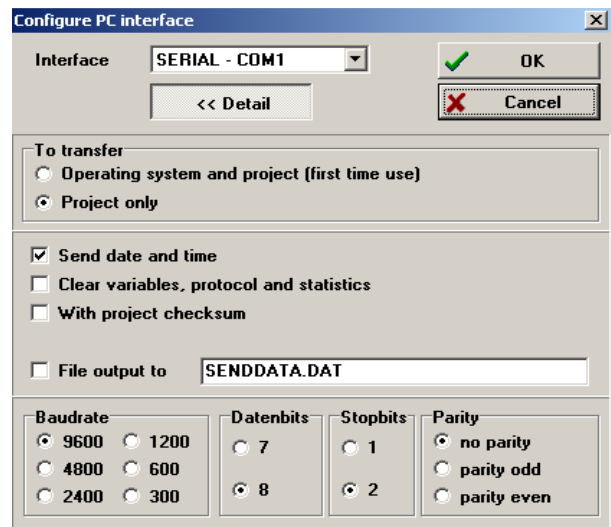 Configure PC interface
Interface SERIAL - COM1 OK
<< Detail Cancel
To transfer
Operating system and project (first time use)
Project only
Send date and time
Clear variables, protocol and statistics
With project checksum
File output to SENDDATA.DAT
Baudrate Datenbits Stopbits Parity
9600 1200 7 1 no parity
4800 600 parity odd
2400 300 8 2 parity even